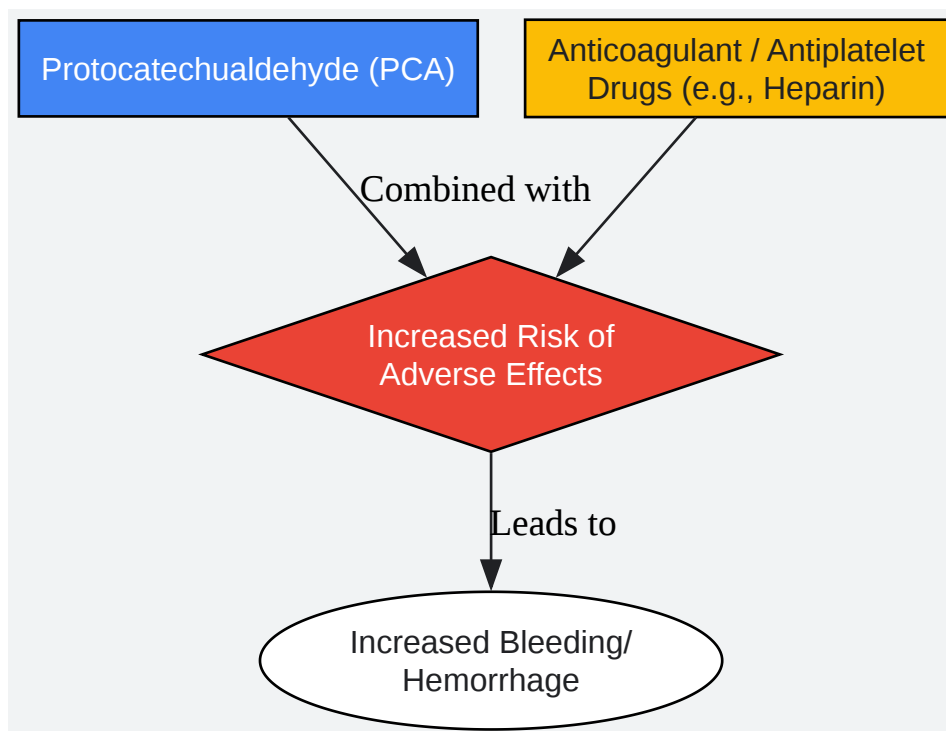 Protocatechualdehyde (PCA)
Anticoagulant / Antiplatelet
Drugs (e.g., Heparin)
Combined with
Increased Risk of
Adverse Effects
Leads to
Increased Bleeding/
Hemorrhage